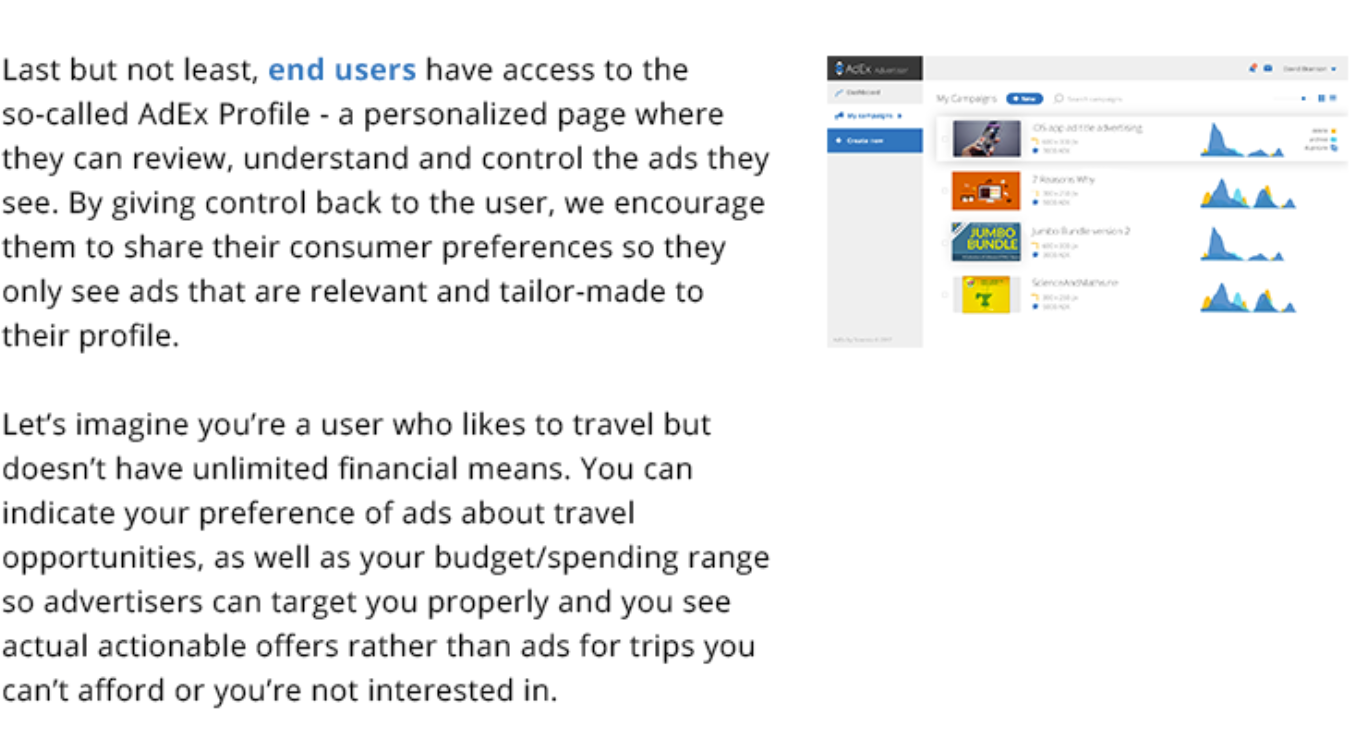 Last but not least, end users have access to the
so-called AdEx Profile - a personalized page where
they can review, understand and control the ads they
see. By giving control back to the user, we encourage
them to share their consumer preferences so they
only see ads that are relevant and tailor-made to
their profile.
Let's imagine you're a user who likes to travel but
doesn't have unlimited financial means. You can
indicate your preference of ads about travel
opportunities, as well as your budget/spending range
so advertisers can target you properly and you see
actual actionable offers rather than ads for trips you
can't afford or you're not interested in.
AdEx Advertiser
Dashboard
My campaigns
Create new
My Campaigns
New
Search campaigns
iOS app ad title advertising
7 Reasons Why
JUMBO
BUNDLE
Jumbo Bundle version 2